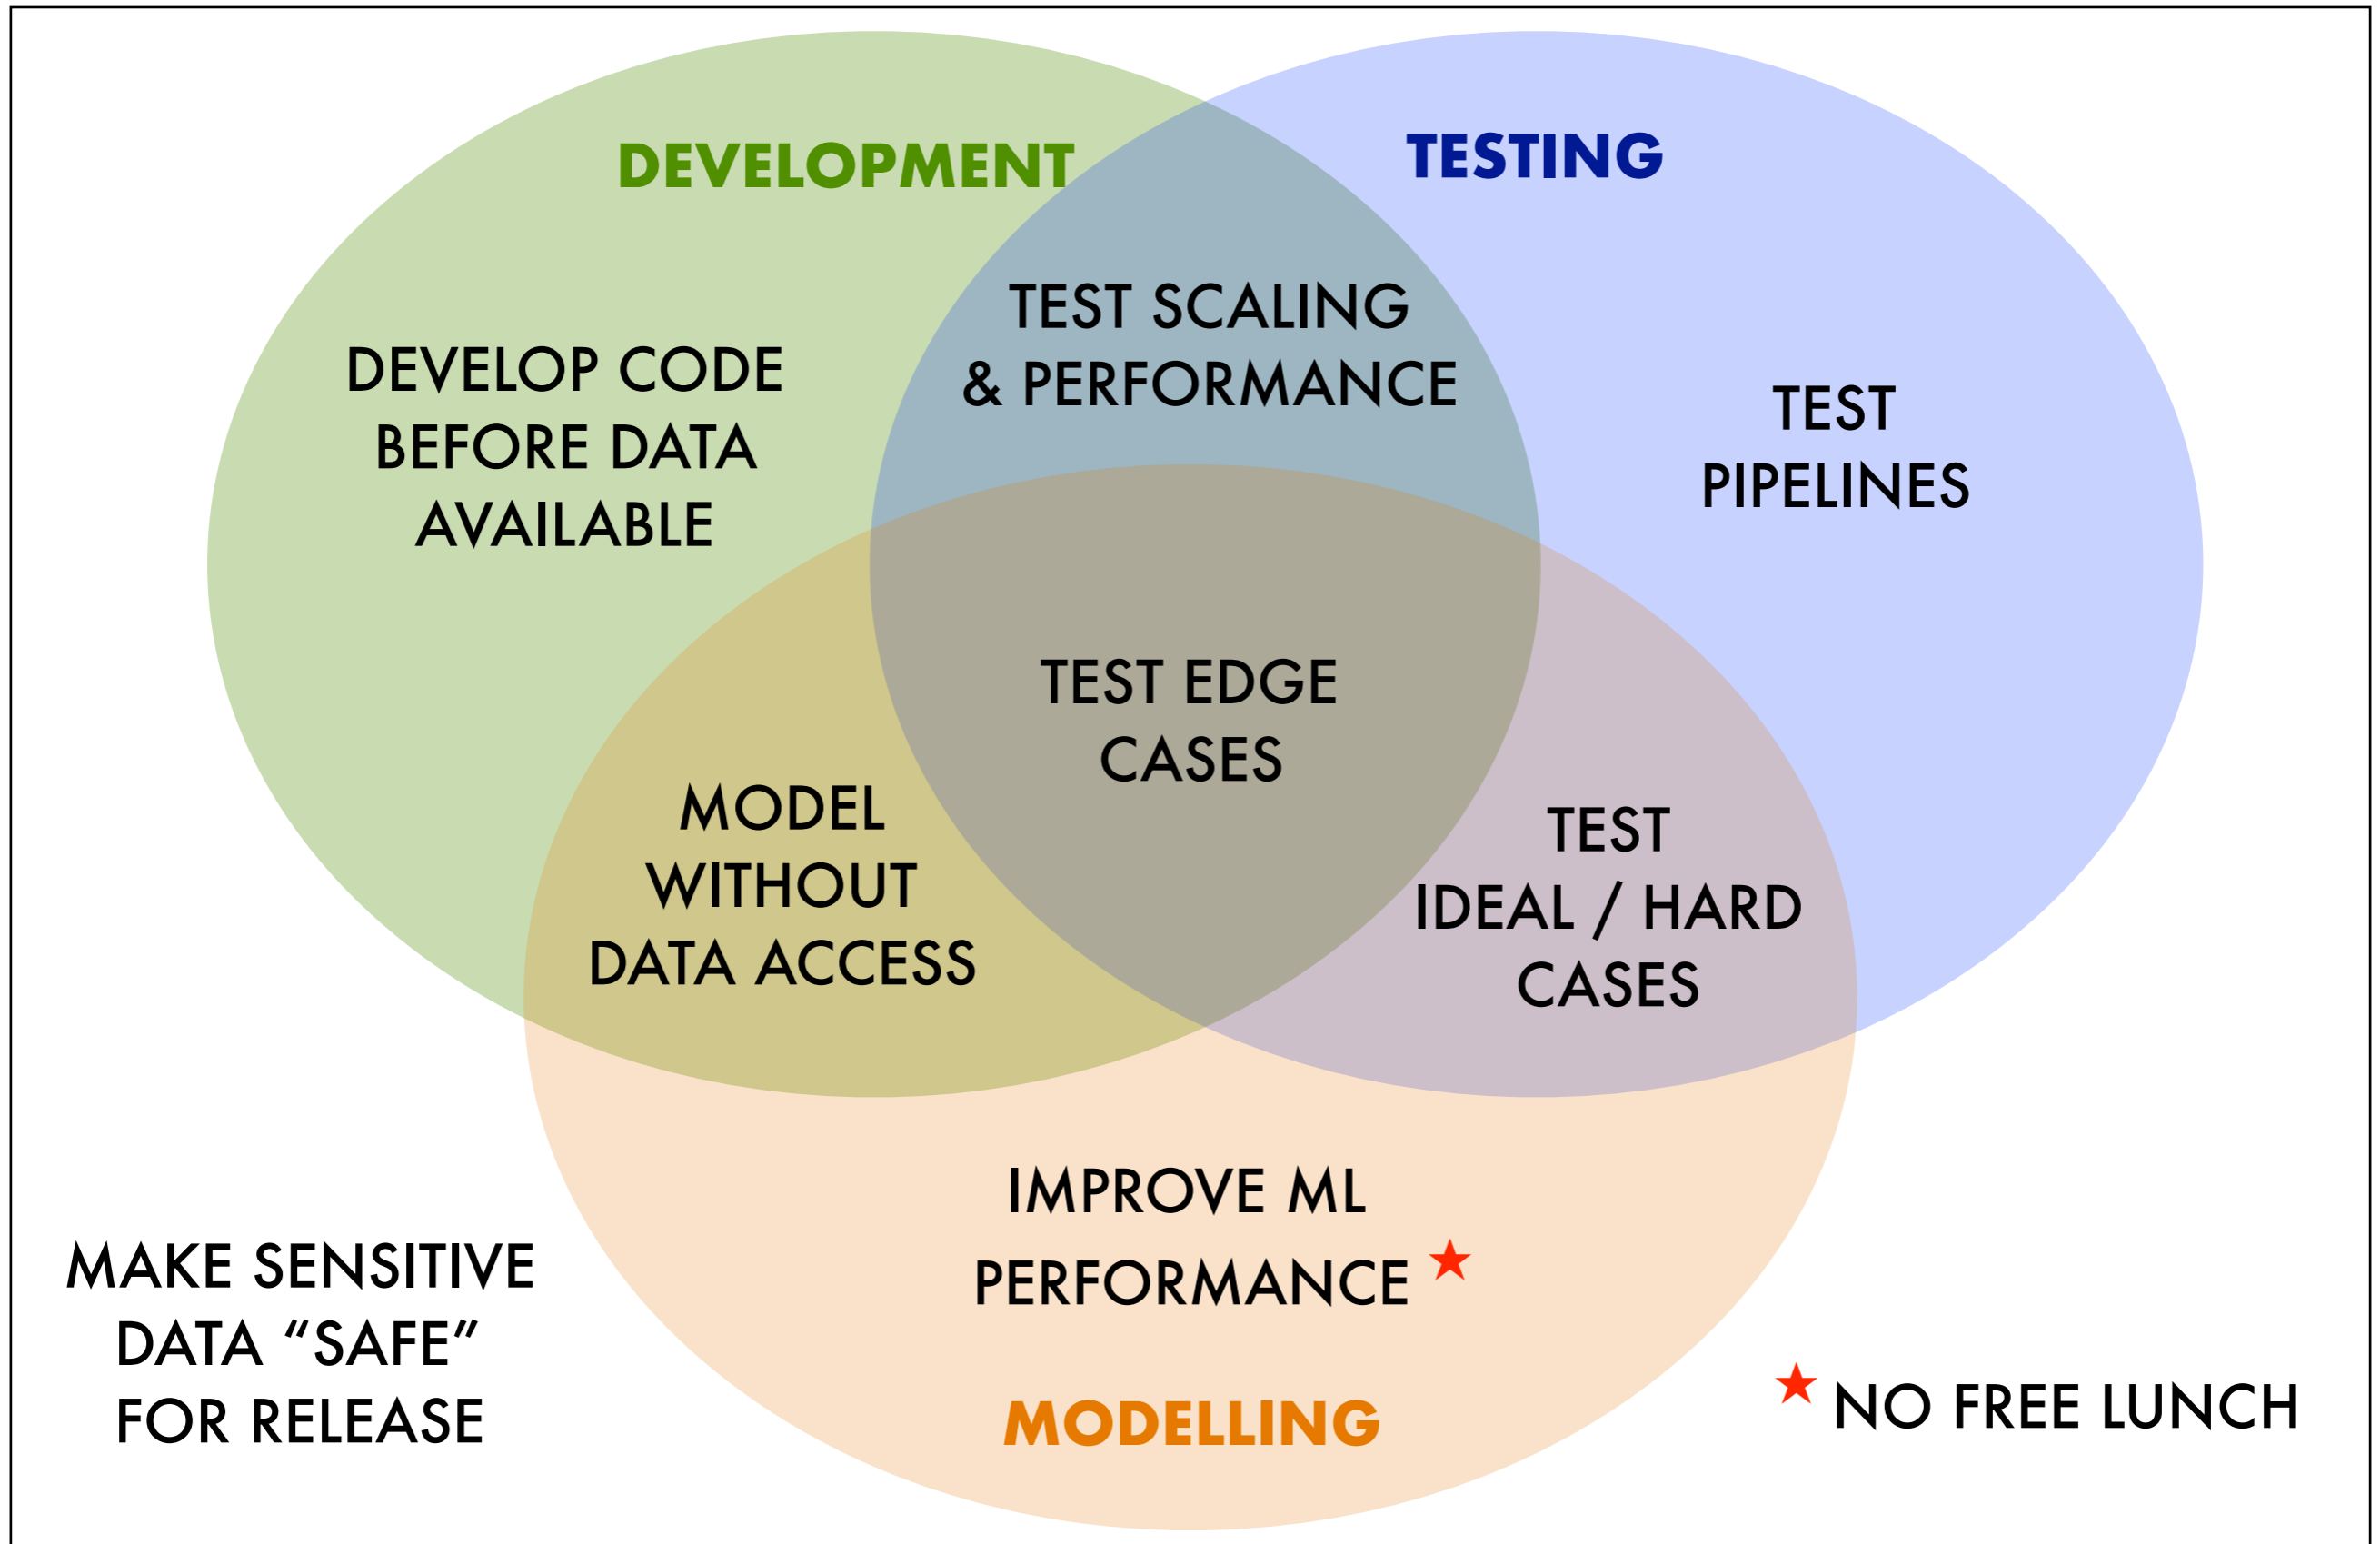 DEVELOPMENT
TESTING
DEVELOP CODE
BEFORE DATA
AVAILABLE
TEST SCALING
& PERFORMANCE
TEST
PIPELINES
TEST EDGE
CASES
MODEL
WITHOUT
DATA ACCESS
TEST
IDEAL / HARD
CASES
IMPROVE ML
PERFORMANCE ★
MODELLING
MAKE SENSITIVE
DATA “SAFE”
FOR RELEASE
★ NO FREE LUNCH